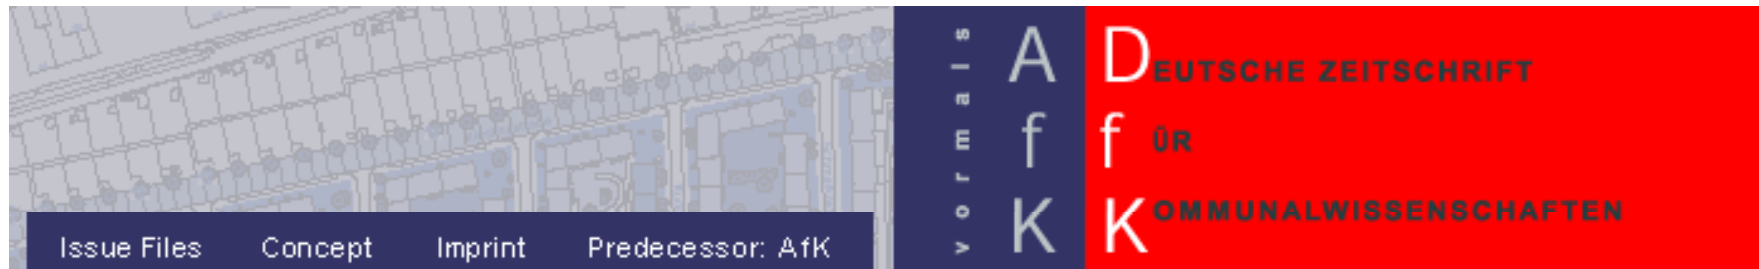 Issue Files Concept Imprint Predecessor: AfK
vormals
A
f
K
DEUTSCHE ZEITSCHRIFT
fÜR
KOMMUNALWISSENSCHAFTEN